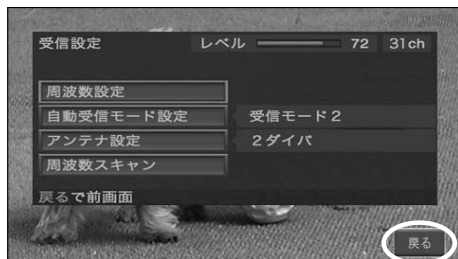 受信設定 レベル 72 31ch
周波数設定
自動受信モード設定 受信モード2
アンテナ設定 2ダイバ
周波数スキャン
戻るで前画面
戻る